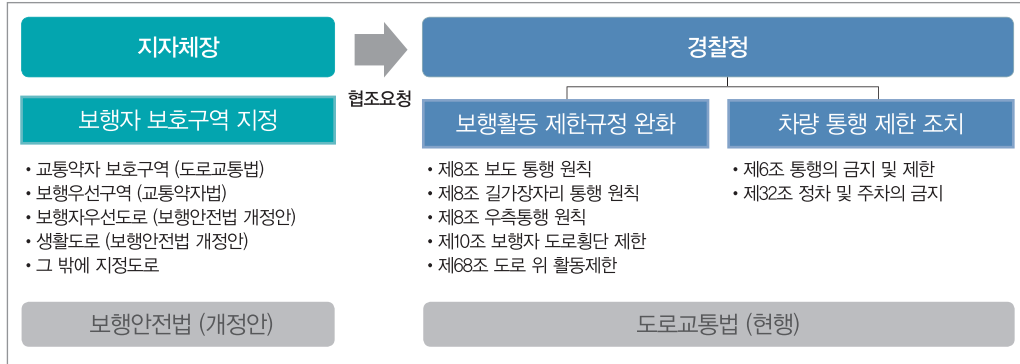 지자체장
협조요청
경찰청
보행자 보호구역 지정
• 교통약자 보호구역 (도로교통법)
• 보행우선구역 (교통약자법)
• 보행자우선도로 (보행안전법 개정안)
• 생활도로 (보행안전법 개정안)
• 그 밖에 지정도로
보행활동 제한규정 완화
• 제8조 보도 통행 원칙
• 제8조 길가장자리 통행 원칙
• 제8조 우측통행 원칙
• 제10조 보행자 도로횡단 제한
• 제68조 도로 위 활동제한
차량 통행 제한 조치
• 제6조 통행의 금지 및 제한
• 제32조 정차 및 주차의 금지
보행안전법 (개정안)
도로교통법 (현행)